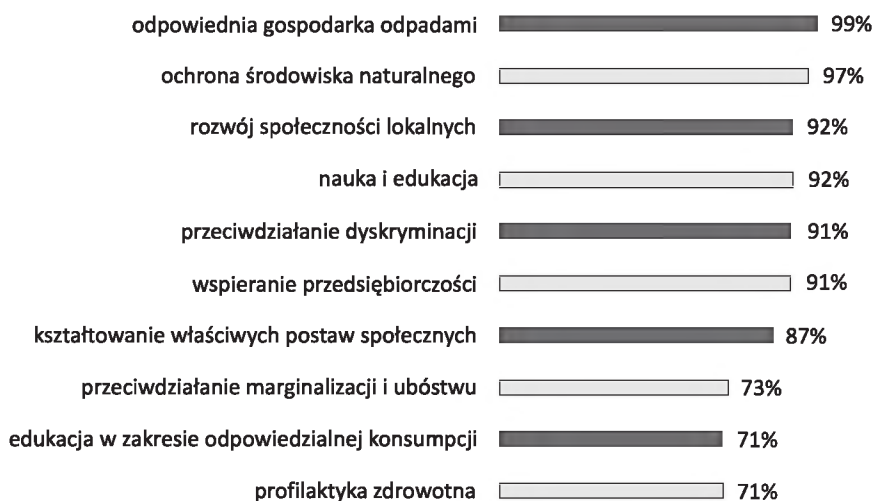 odpowiednia gospodarka odpadami 99%
ochrona środowiska naturalnego 97%
rozwój społeczności lokalnych 92%
nauka i edukacja 92%
przeciwdziałanie dyskryminacji 91%
wspieranie przedsiębiorczości 91%
kształtowanie właściwych postaw społecznych 87%
przeciwdziałanie marginalizacji i ubóstwu 73%
edukacja w zakresie odpowiedzialnej konsumpcji 71%
profilaktyka zdrowotna 71%